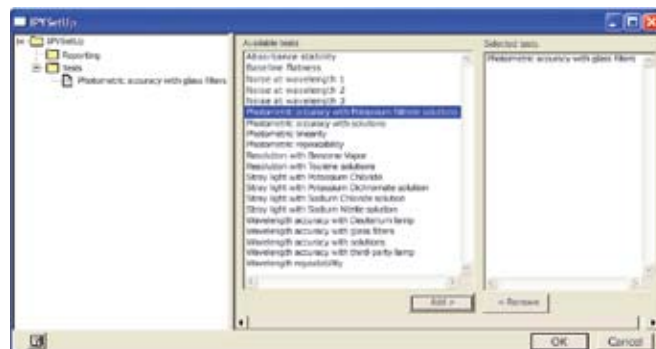 IPVSetUp
IPVSetUp
Reporting
Tests
Photometric accuracy with glass filters
Available tests
Absorbance stability
Baseline flatness
Noise at wavelength 1
Noise at wavelength 2
Noise at wavelength 3
Photometric accuracy with Potassium Nitrate solutions
Photometric accuracy with solutions
Photometric linearity
Photometric repeatability
Resolution with Benzene Vapor
Resolution with Toluene solutions
Stray light with Potassium Chloride
Stray light with Potassium Dichromate solution
Stray light with Sodium Chloride solution
Stray light with Sodium Nitrite solution
Wavelength accuracy with Deuterium lamp
Wavelength accuracy with glass filters
Wavelength accuracy with solutions
Wavelength accuracy with third-party lamp
Wavelength repeatability
Selected tests
Photometric accuracy with glass filters
Add >
< Remove
OK
Cancel